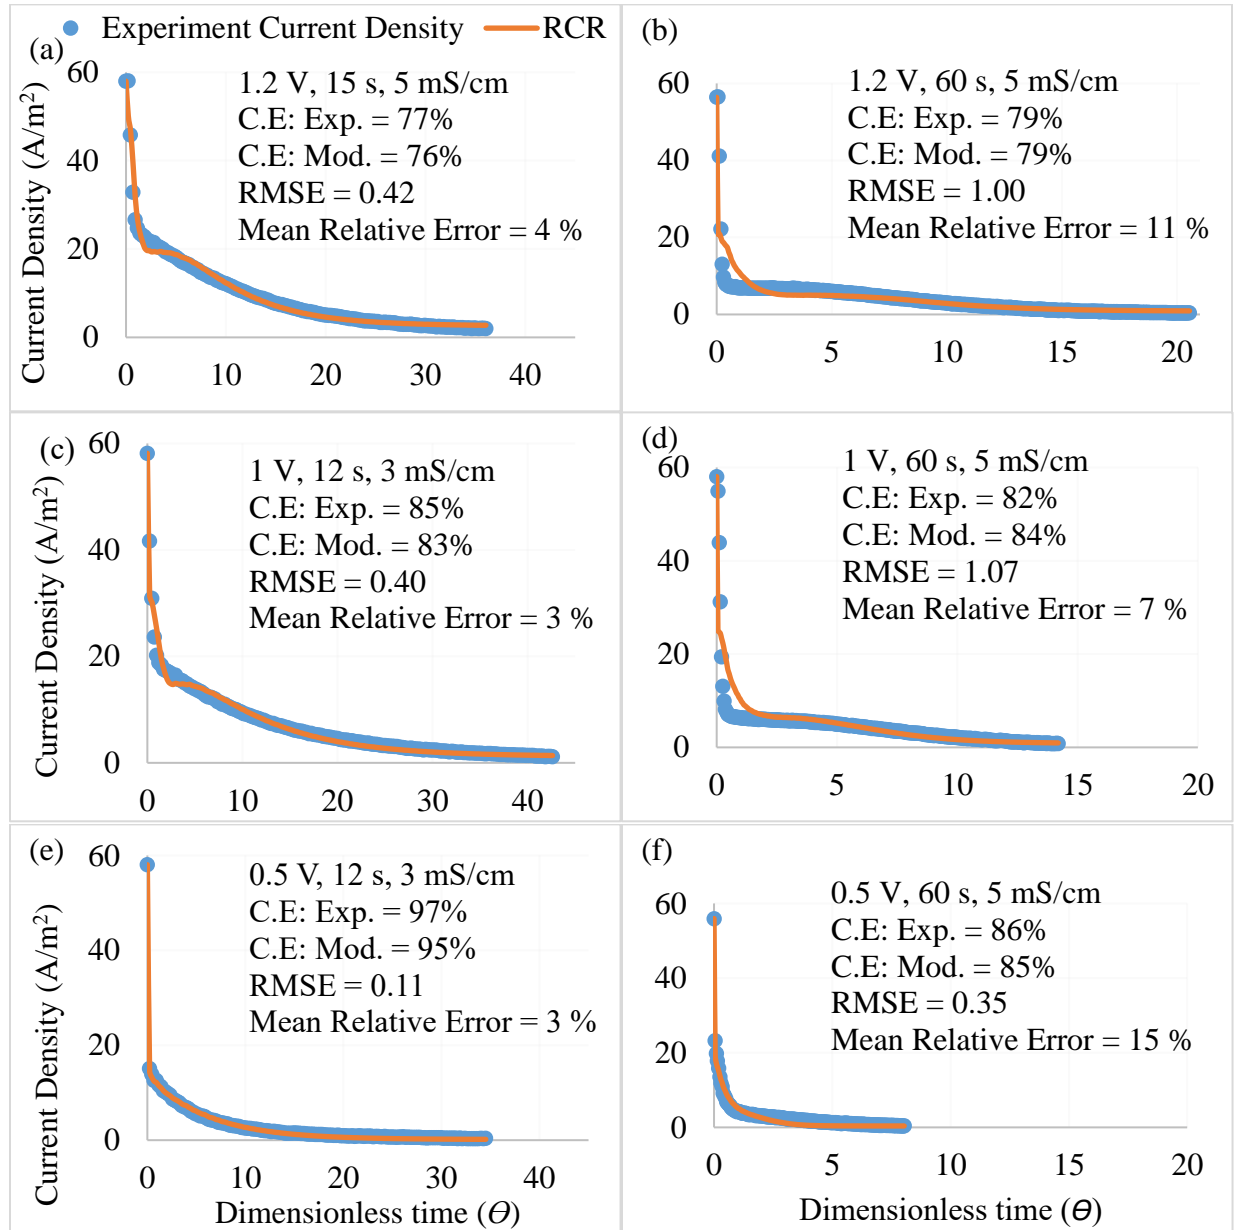 Experiment Current Density
RCR
(a)
1.2 V, 15 s, 5 mS/cm
C.E: Exp. = 77%
C.E: Mod. = 76%
RMSE = 0.42
Mean Relative Error = 4 %
Current Density (A/m²)
60
40
20
0
0 10 20 30 40
(b)
1.2 V, 60 s, 5 mS/cm
C.E: Exp. = 79%
C.E: Mod. = 79%
RMSE = 1.00
Mean Relative Error = 11 %
60
40
20
0
0 5 10 15 20
(c)
1 V, 12 s, 3 mS/cm
C.E: Exp. = 85%
C.E: Mod. = 83%
RMSE = 0.40
Mean Relative Error = 3 %
Current Density (A/m²)
60
40
20
0
0 10 20 30 40
(d)
1 V, 60 s, 5 mS/cm
C.E: Exp. = 82%
C.E: Mod. = 84%
RMSE = 1.07
Mean Relative Error = 7 %
60
40
20
0
0 5 10 15 20
(e)
0.5 V, 12 s, 3 mS/cm
C.E: Exp. = 97%
C.E: Mod. = 95%
RMSE = 0.11
Mean Relative Error = 3 %
Current Density (A/m²)
60
40
20
0
0 10 20 30 40
Dimensionless time (Ө)
(f)
0.5 V, 60 s, 5 mS/cm
C.E: Exp. = 86%
C.E: Mod. = 85%
RMSE = 0.35
Mean Relative Error = 15 %
60
40
20
0
0 5 10 15 20
Dimensionless time (Ө)